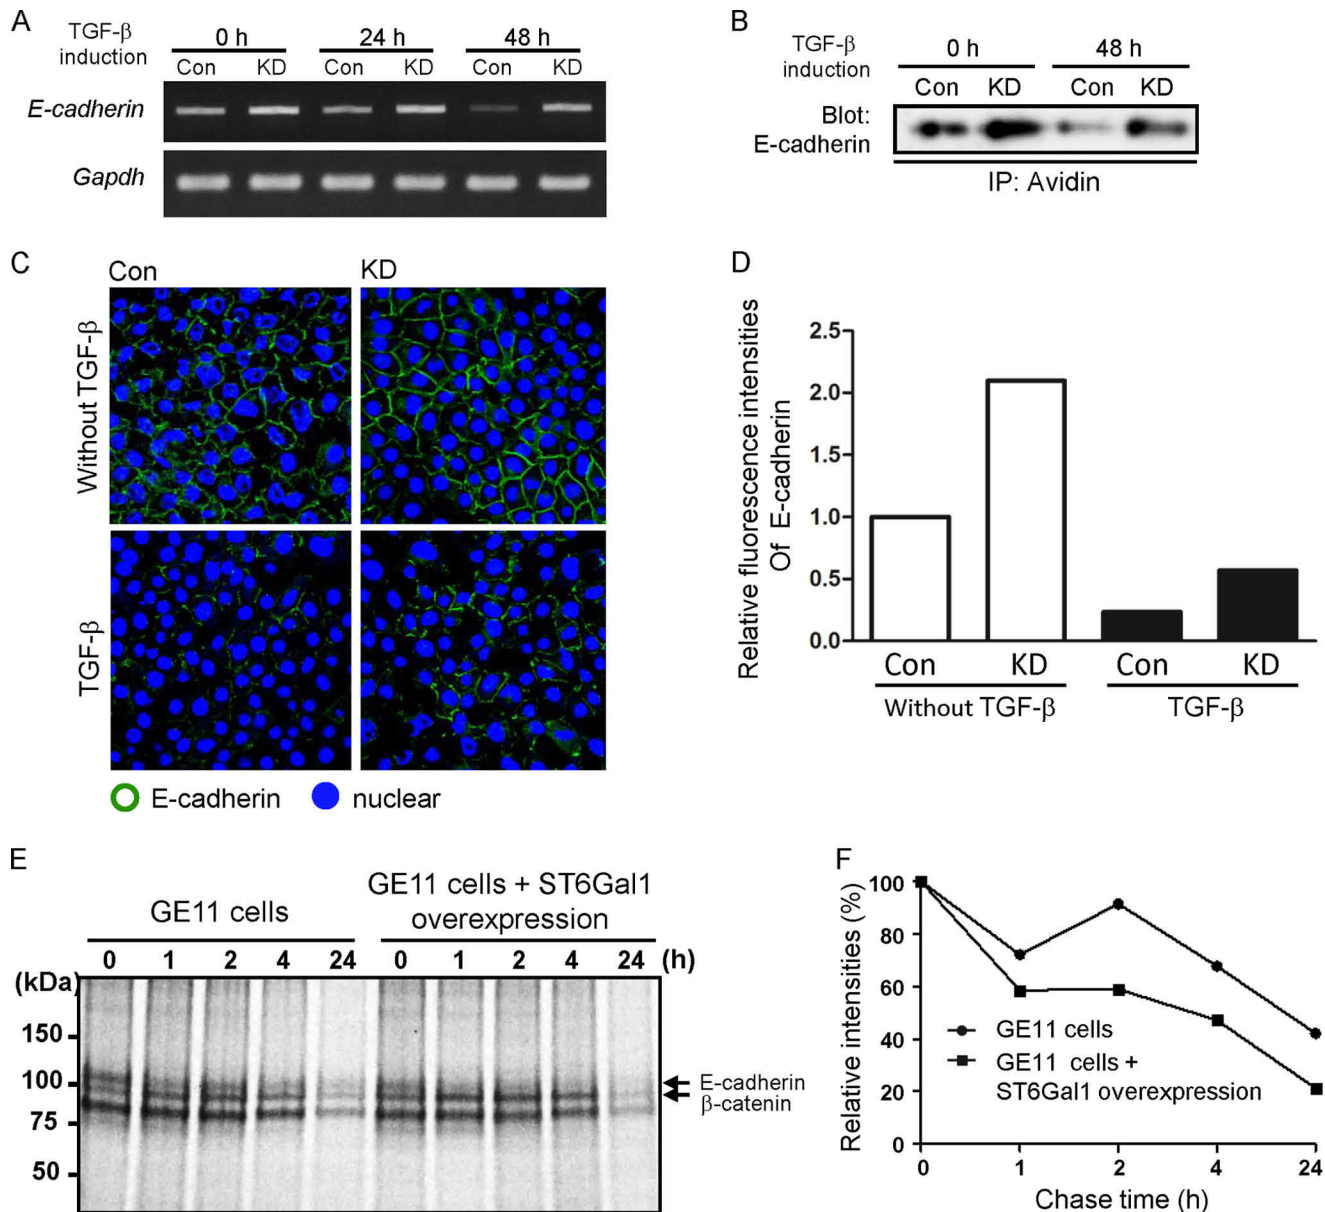 A
TGF-β
induction
0 h 24 h 48 h
Con KD Con KD Con KD
E-cadherin
Gapdh
B
TGF-β
induction
0 h 48 h
Con KD Con KD
Blot:
E-cadherin
IP: Avidin
C
Con KD
Without TGF-β
TGF-β
E-cadherin nuclear
D
Relative fluorescence intensities
Of E-cadherin
2.5
2.0
1.5
1.0
0.5
0.0
Con KD Con KD
Without TGF-β TGF-β
E
GE11 cells
GE11 cells + ST6Gal1
overexpression
0 1 2 4 24 0 1 2 4 24 (h)
(kDa)
150
100
75
50
E-cadherin
β-catenin
F
Relative intensities (%)
100
80
60
40
20
0
GE11 cells
GE11 cells +
ST6Gal1 overexpression
0 1 2 4 24
Chase time (h)